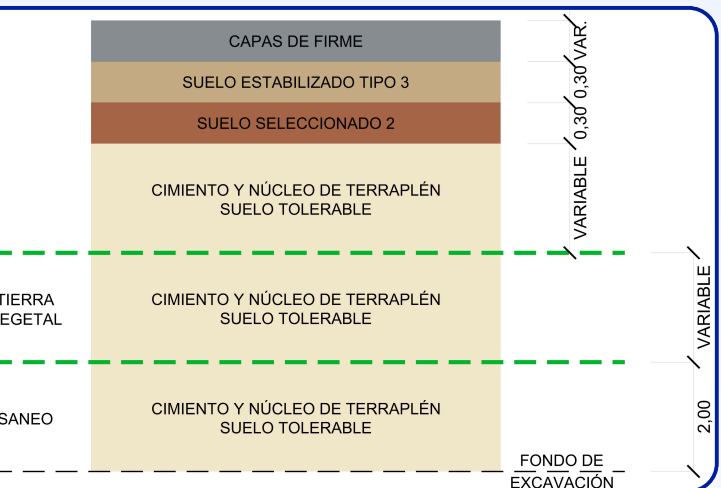 CAPAS DE FIRME
VAR.
SUELO ESTABILIZADO TIPO 3
0,30
SUELO SELECCIONADO 2
0,30
CIMIENTO Y NÚCLEO DE TERRAPLÉN
SUELO TOLERABLE
VARIABLE
TIERRA
EGETAL
CIMIENTO Y NÚCLEO DE TERRAPLÉN
SUELO TOLERABLE
VARIABLE
SANEO
CIMIENTO Y NÚCLEO DE TERRAPLÉN
SUELO TOLERABLE
2,00
FONDO DE
EXCAVACIÓN